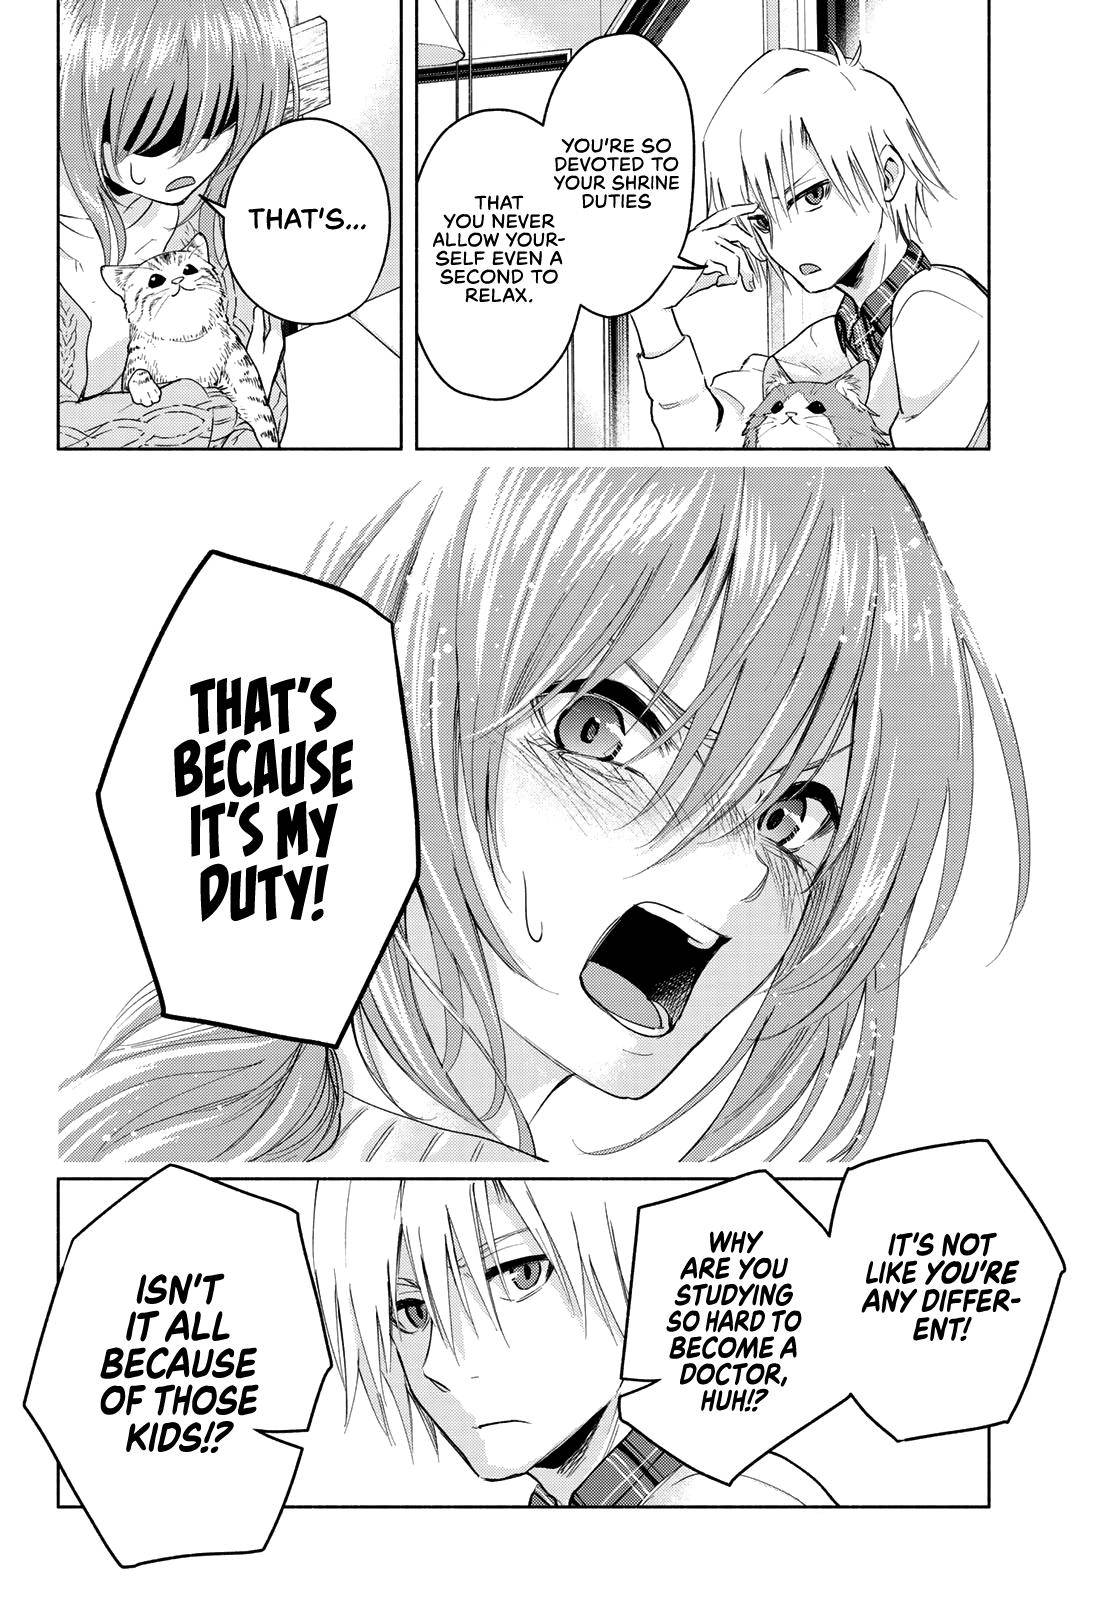 YOU'RE SO
DEVOTED TO
YOUR SHRINE
DUTIES
THAT
YOU NEVER
ALLOW YOUR-
SELF EVEN A
SECOND TO
RELAX.
THAT'S...
THAT'S
BECAUSE
IT'S MY
DUTY!
IT'S NOT
LIKE YOU'RE
ANY DIFFER-
ENT!
WHY
ARE YOU
STUDYING
SO HARD TO
BECOME A
DOCTOR,
HUH!?
ISN'T
IT ALL
BECAUSE
OF THOSE
KIDS!?